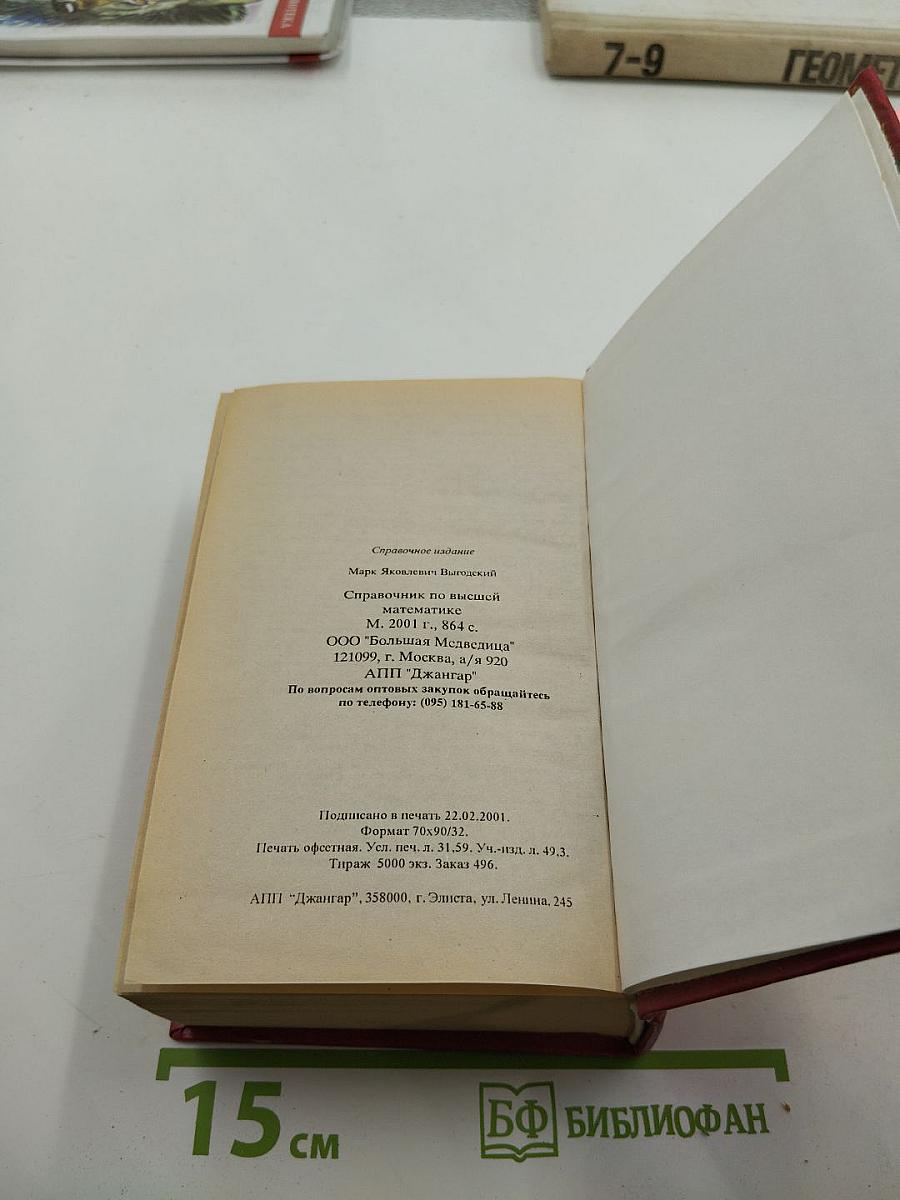 7-9
Справочное издание
Марк Яковлевич Выгодский
Справочник по высшей
математике
М. 2001 г., 864 с.
ООО "Большая Медведица"
121099, г. Москва, а/я 920
АПП "Джангар"
По вопросам оптовых закупок обращайтесь
по телефону: (095) 181-65-88
Подписано в печать 22.02.2001.
Формат 70х90/32.
Печать офсетная. Усл. печ. л. 31,59. Уч.-изд. л. 49,3.
Тираж 5000 экз. Заказ 496.
АПП “Джангар”, 358000, г. Элиста, ул. Ленина, 245
15 см
БФ БИБЛИОФАН